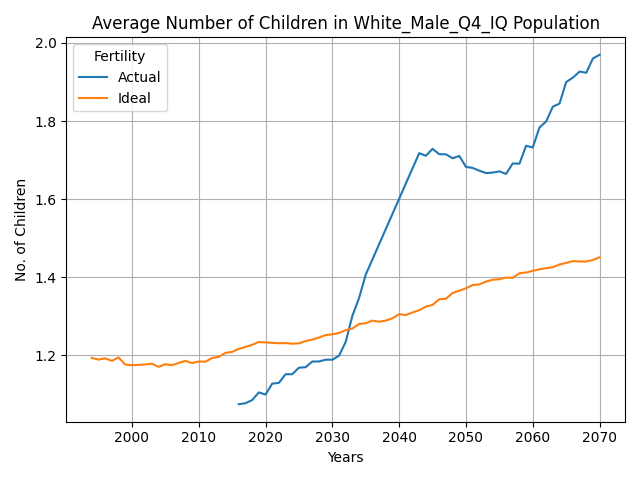 Average Number of Children in White_Male_Q4_IQ Population
Fertility
Actual
Ideal
2.0
1.8
1.6
1.4
1.2
No. of Children
2000 2010 2020 2030 2040 2050 2060 2070
Years